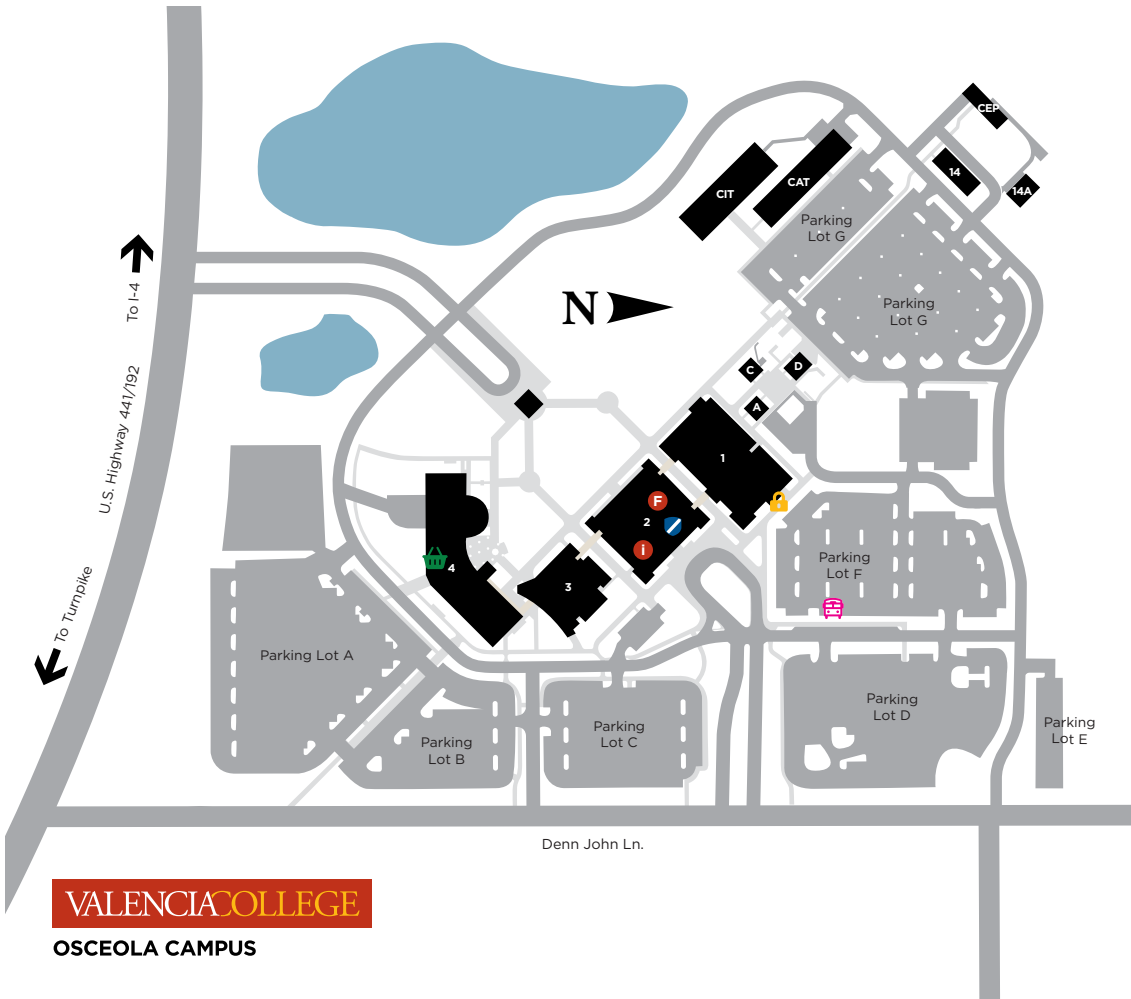 CEP
14
14A
CIT
CAT
Parking
Lot G
Parking
Lot G
To I-4
N
U.S. Highway 441/192
C
D
A
1
F
2
i
4
3
Parking
Lot F
To Turnpike
Parking Lot A
Parking
Lot D
Parking
Lot E
Parking
Lot C
Parking
Lot B
Denn John Ln.
VALENCIACOLLEGE
OSCEOLA CAMPUS